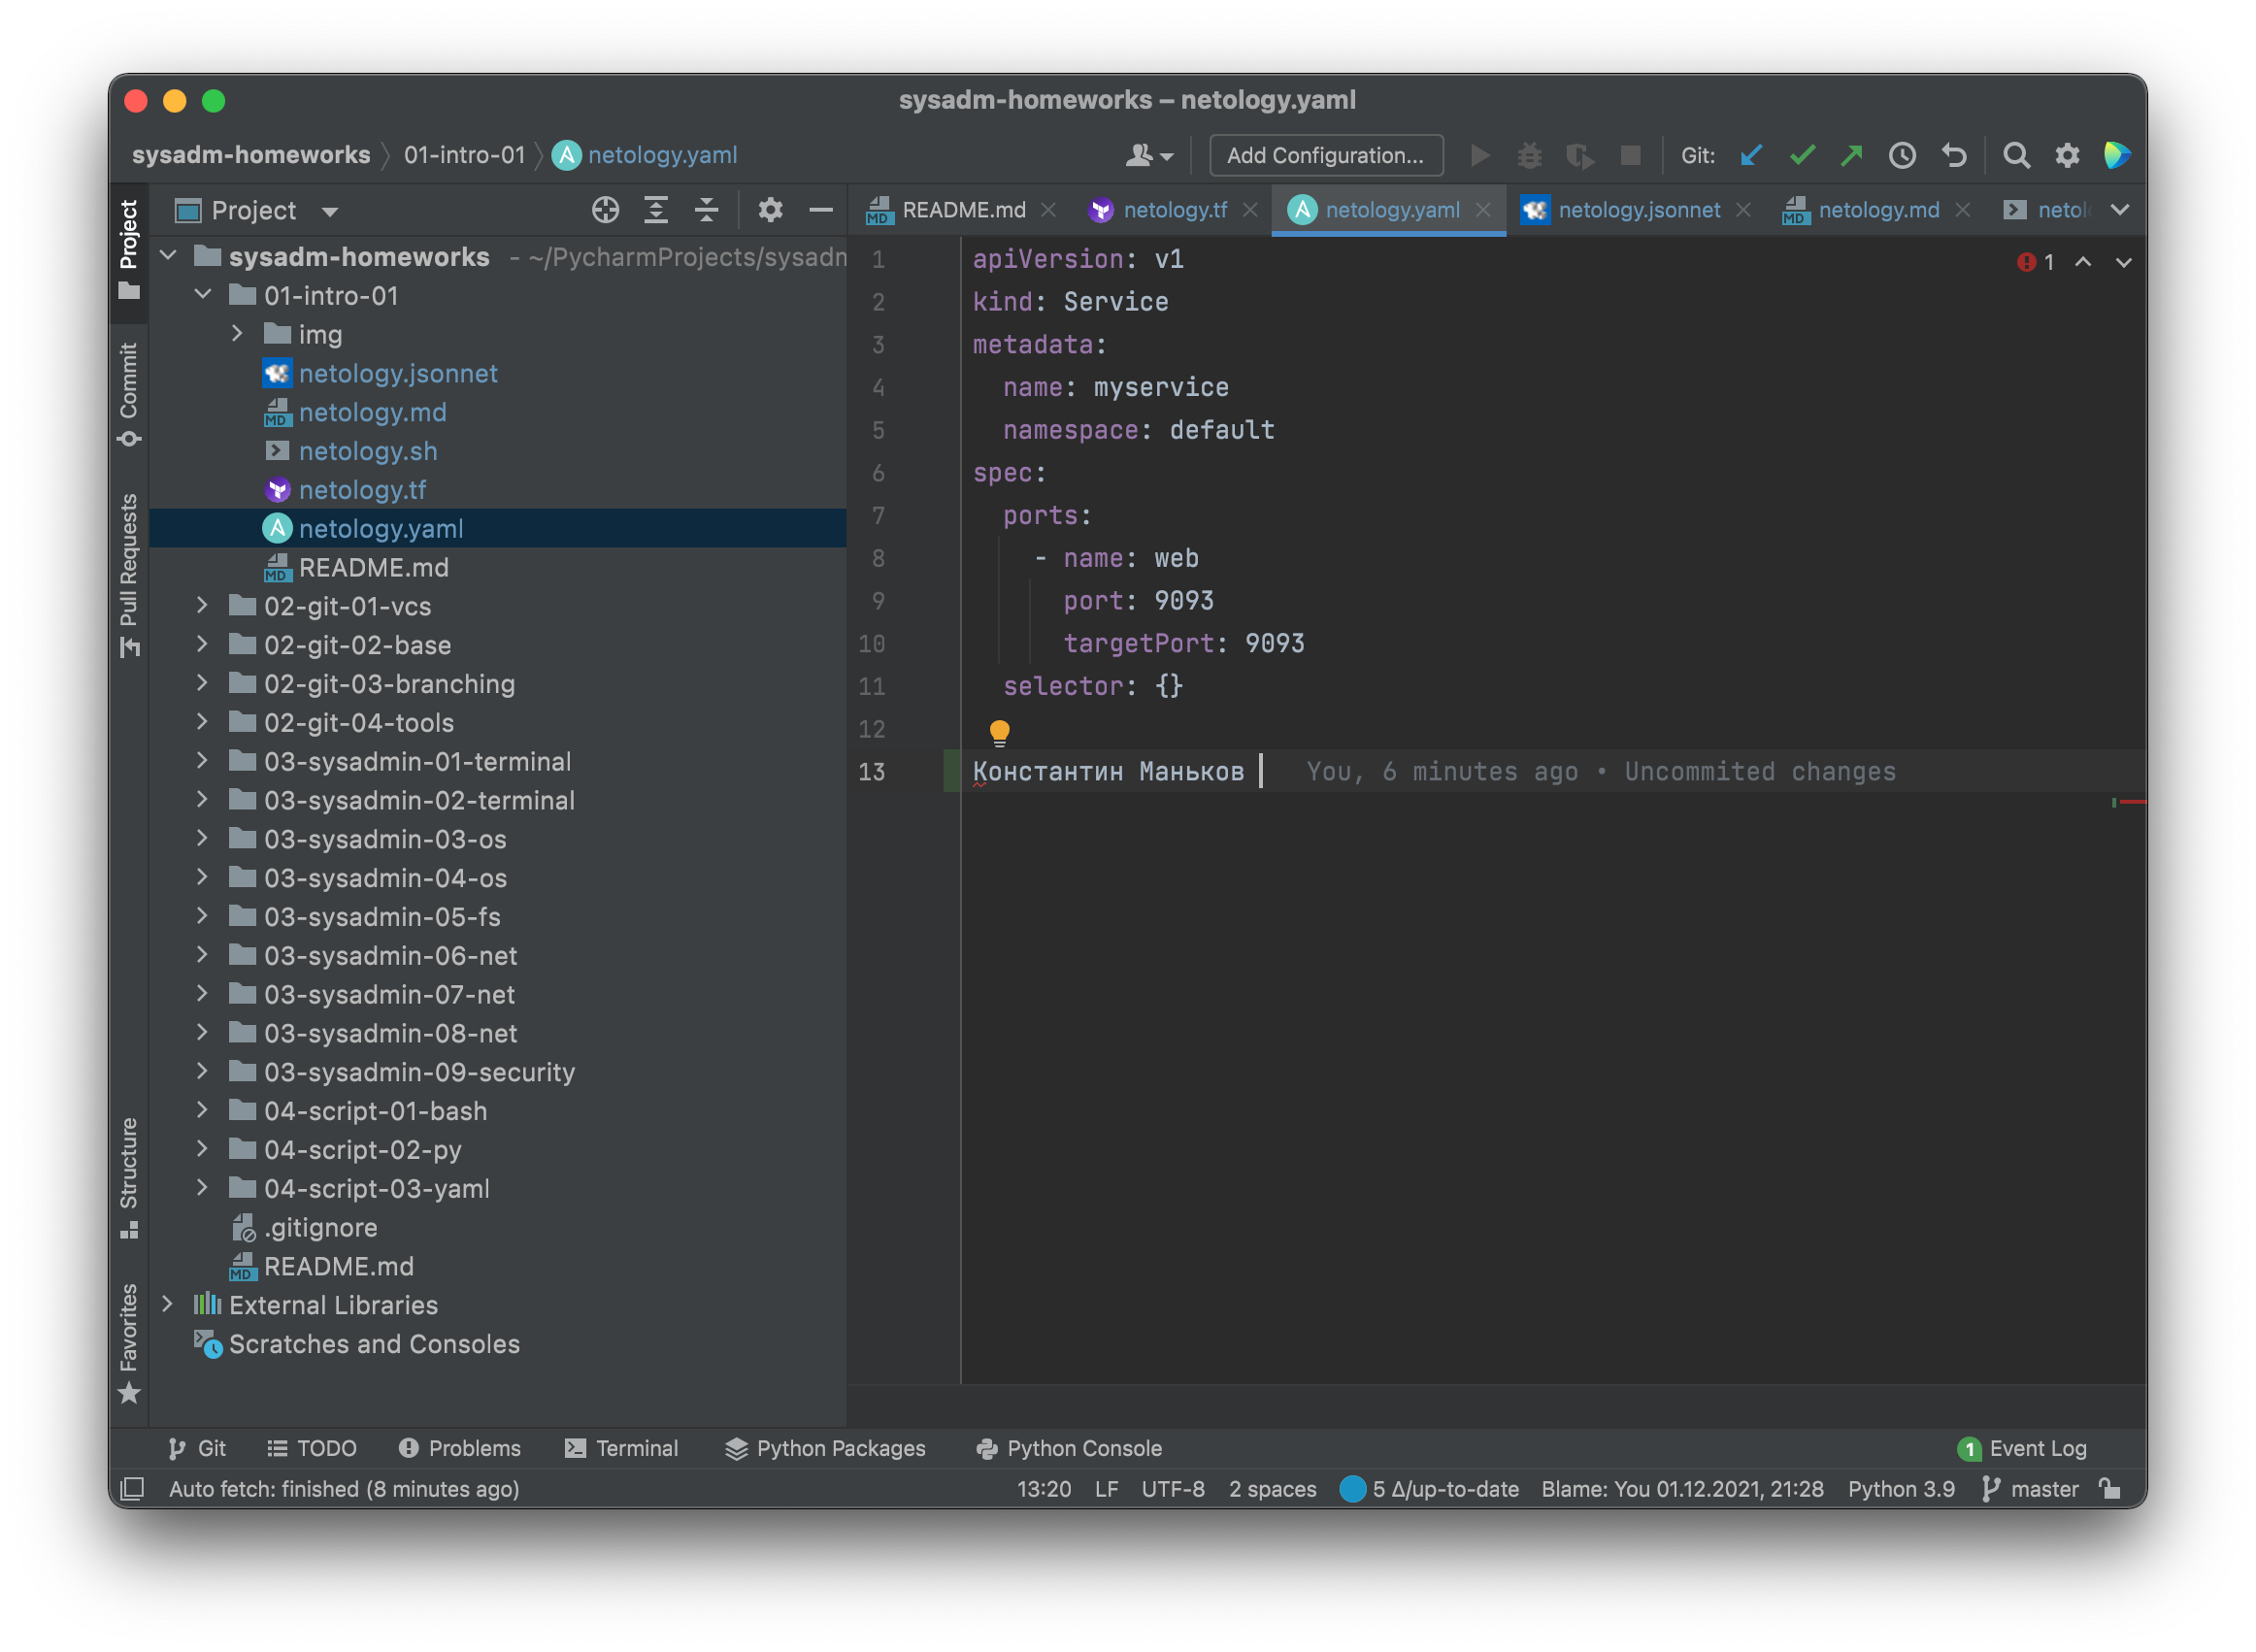 sysadm-homeworks – netology.yaml
sysadm-homeworks 01-intro-01 netology.yaml
Add Configuration... Git:
Project
README.md netology.tf netology.yaml netology.jsonnet netology.md netol
Project
Commit
Pull Requests
Structure
Favorites
sysadm-homeworks - ~/PycharmProjects/sysadm
01-intro-01
img
netology.jsonnet
netology.md
netology.sh
netology.tf
netology.yaml
README.md
02-git-01-vcs
02-git-02-base
02-git-03-branching
02-git-04-tools
03-sysadmin-01-terminal
03-sysadmin-02-terminal
03-sysadmin-03-os
03-sysadmin-04-os
03-sysadmin-05-fs
03-sysadmin-06-net
03-sysadmin-07-net
03-sysadmin-08-net
03-sysadmin-09-security
04-script-01-bash
04-script-02-py
04-script-03-yaml
.gitignore
README.md
External Libraries
Scratches and Consoles
1 apiVersion: v1
1
2 kind: Service
3 metadata:
4 name: myservice
5 namespace: default
6 spec:
7 ports:
8 - name: web
9 port: 9093
10 targetPort: 9093
11 selector: {}
12
13 Константин Маньков You, 6 minutes ago • Uncommited changes
Git TODO Problems Terminal Python Packages Python Console 1 Event Log
Auto fetch: finished (8 minutes ago) 13:20 LF UTF-8 2 spaces 5 Δ/up-to-date Blame: You 01.12.2021, 21:28 Python 3.9 master